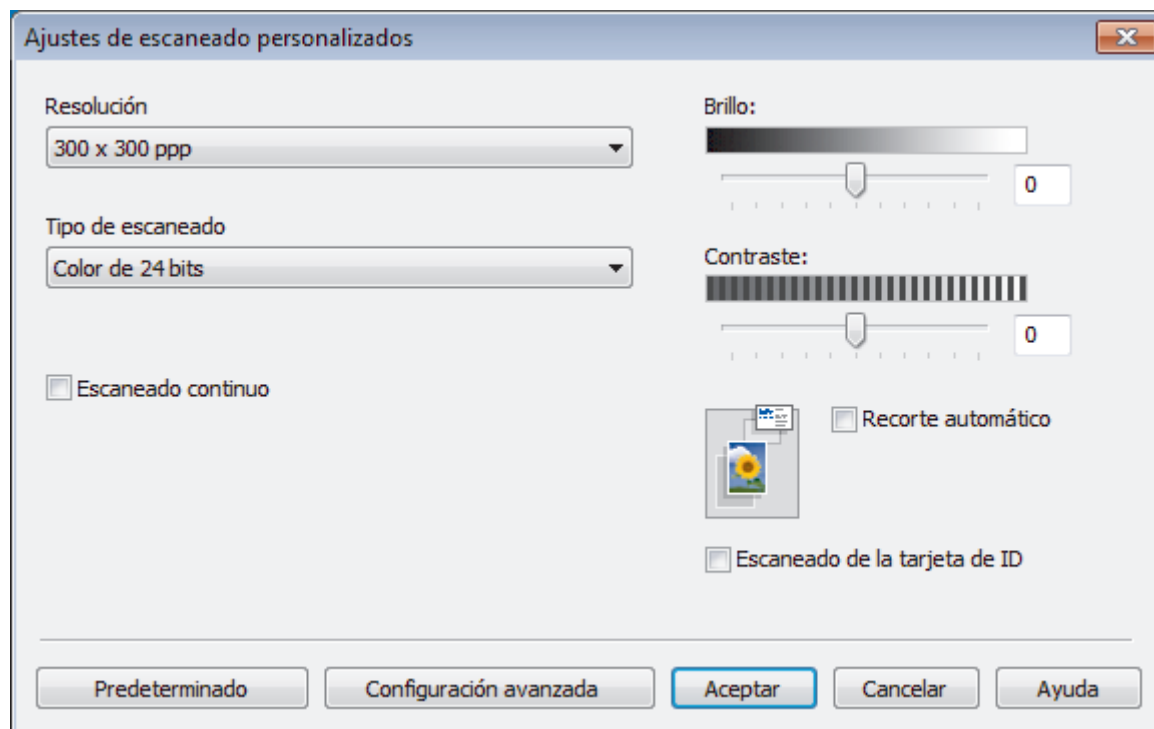 Ajustes de escaneado personalizados
Resolución
300 x 300 ppp
Tipo de escaneado
Color de 24 bits
Escaneado continuo
Brillo:
0
Contraste:
0
Recorte automático
Escaneado de la tarjeta de ID
Predeterminado
Configuración avanzada
Aceptar
Cancelar
Ayuda